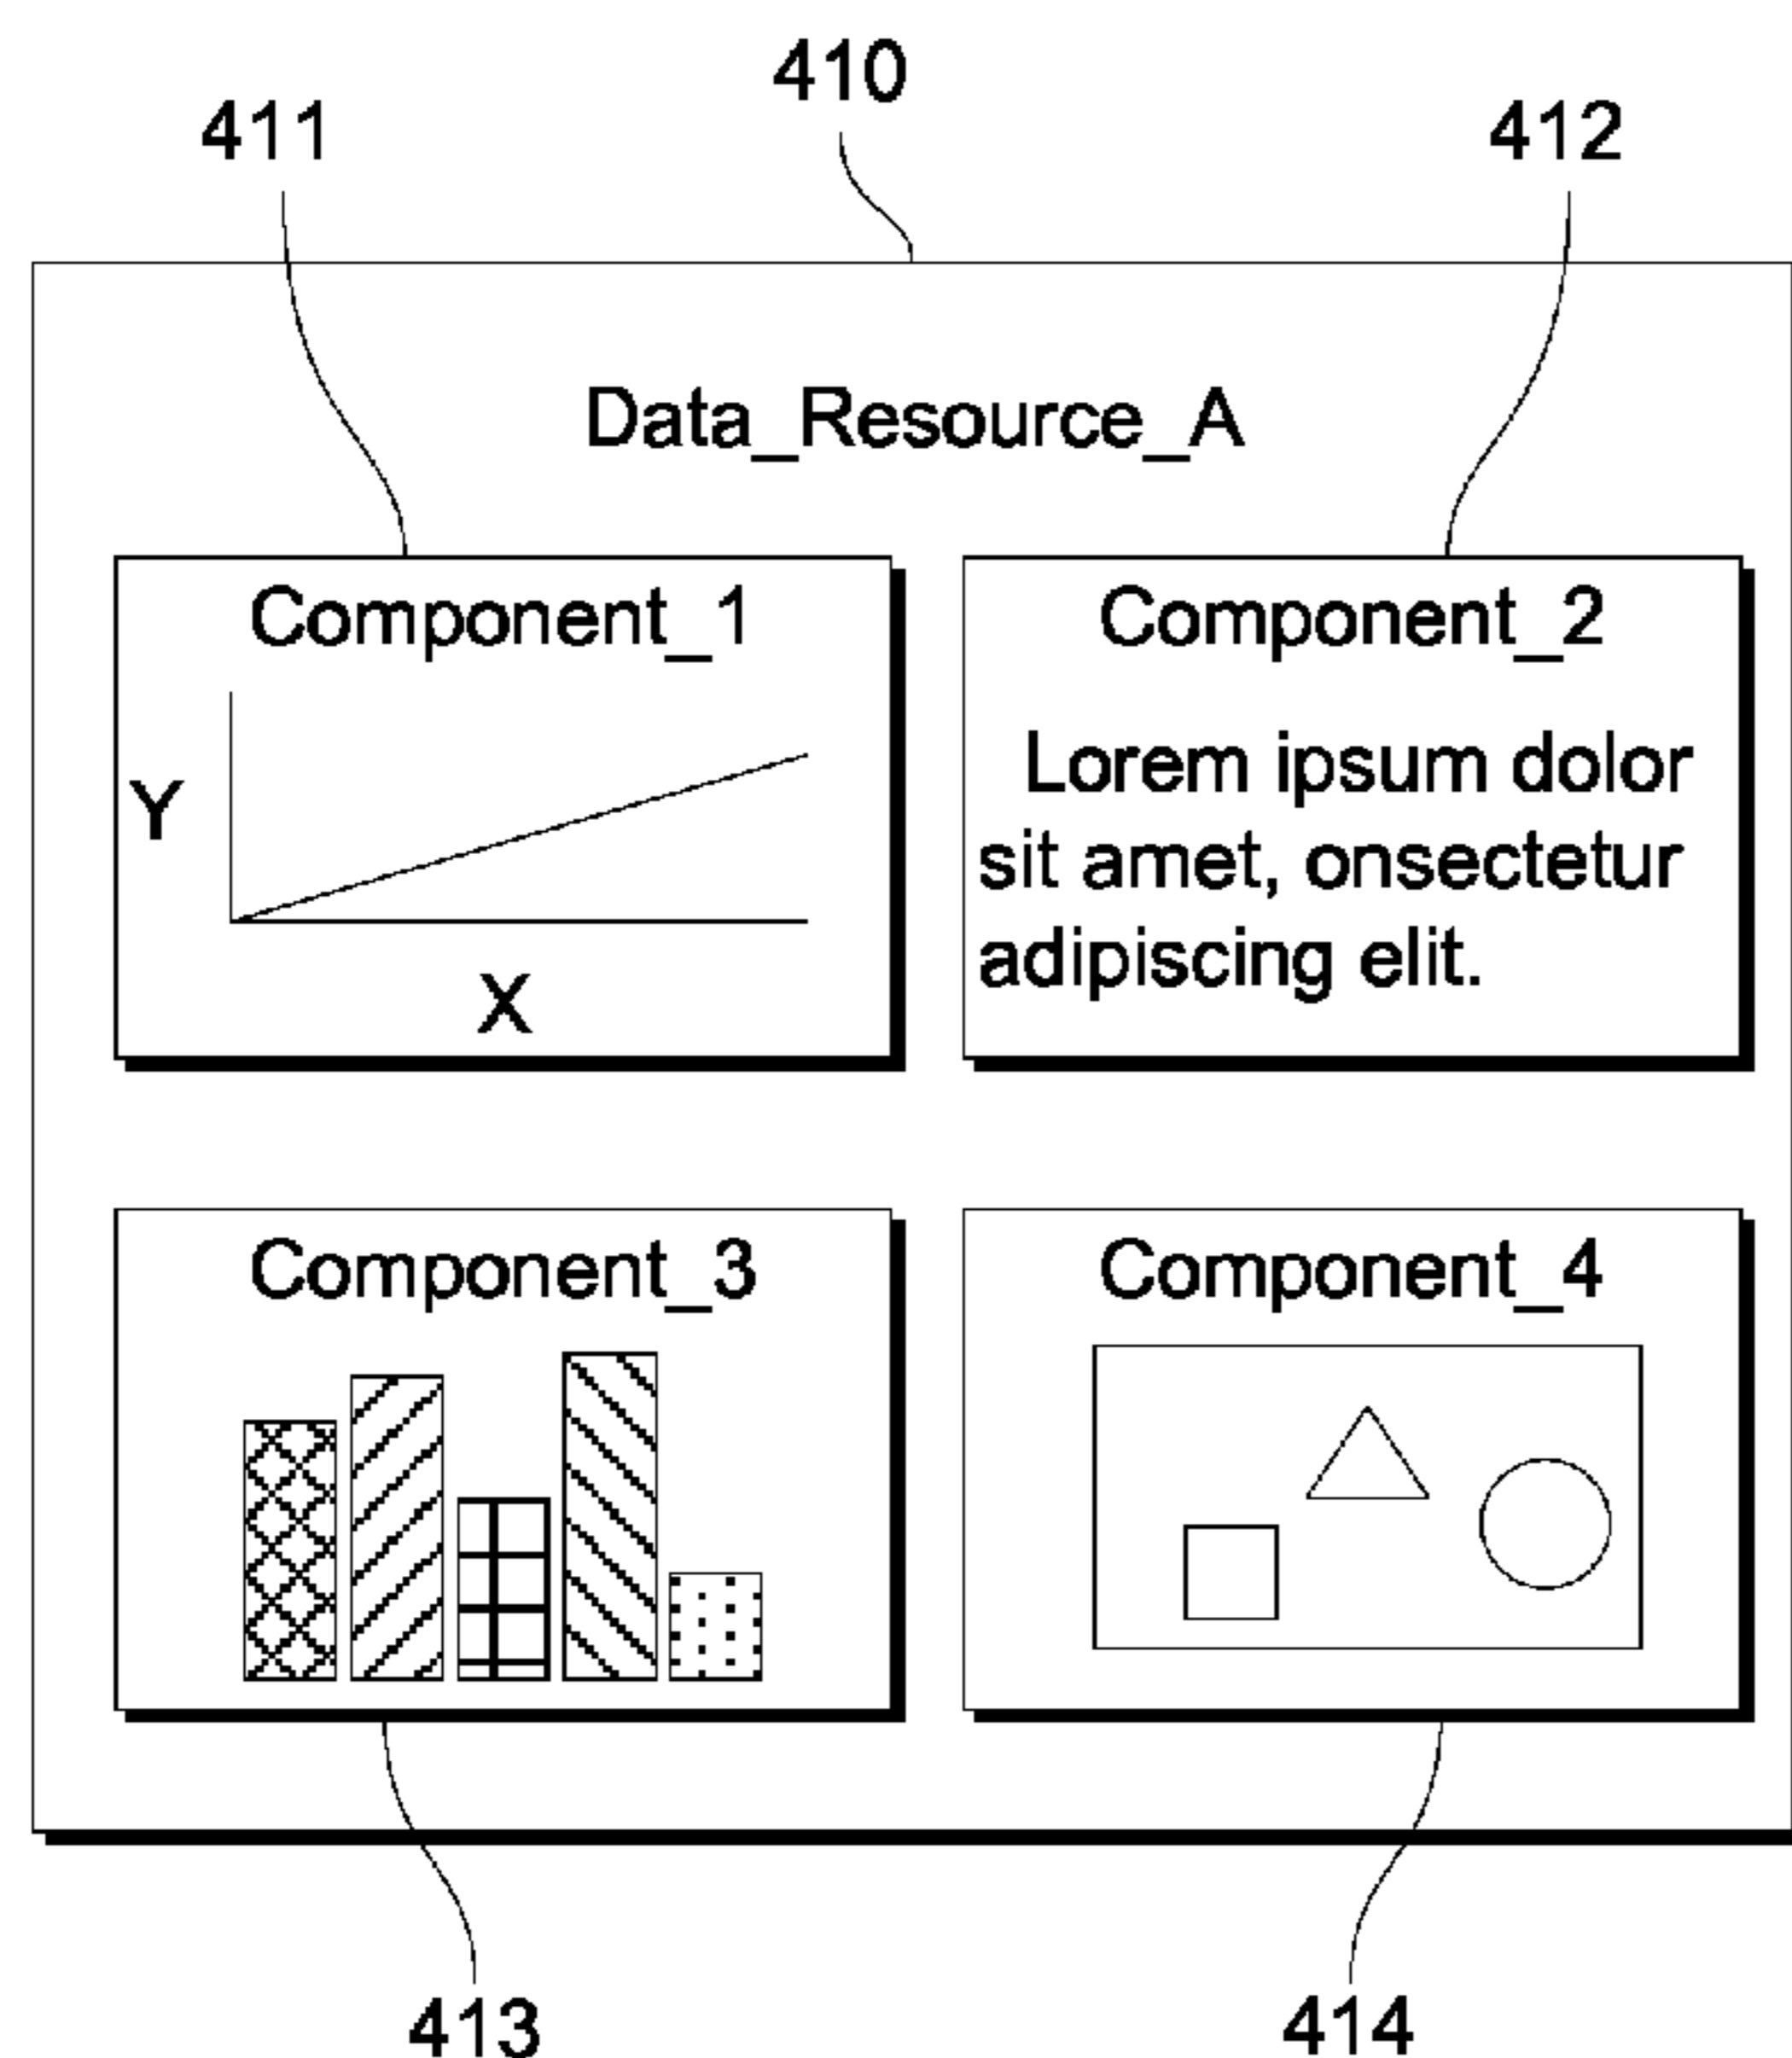 410
411
412
Data_Resource_A
Component_1
Y
X
Component_2
Lorem ipsum dolor
sit amet, onsectetur
adipiscing elit.
Component_3
Component_4
413
414